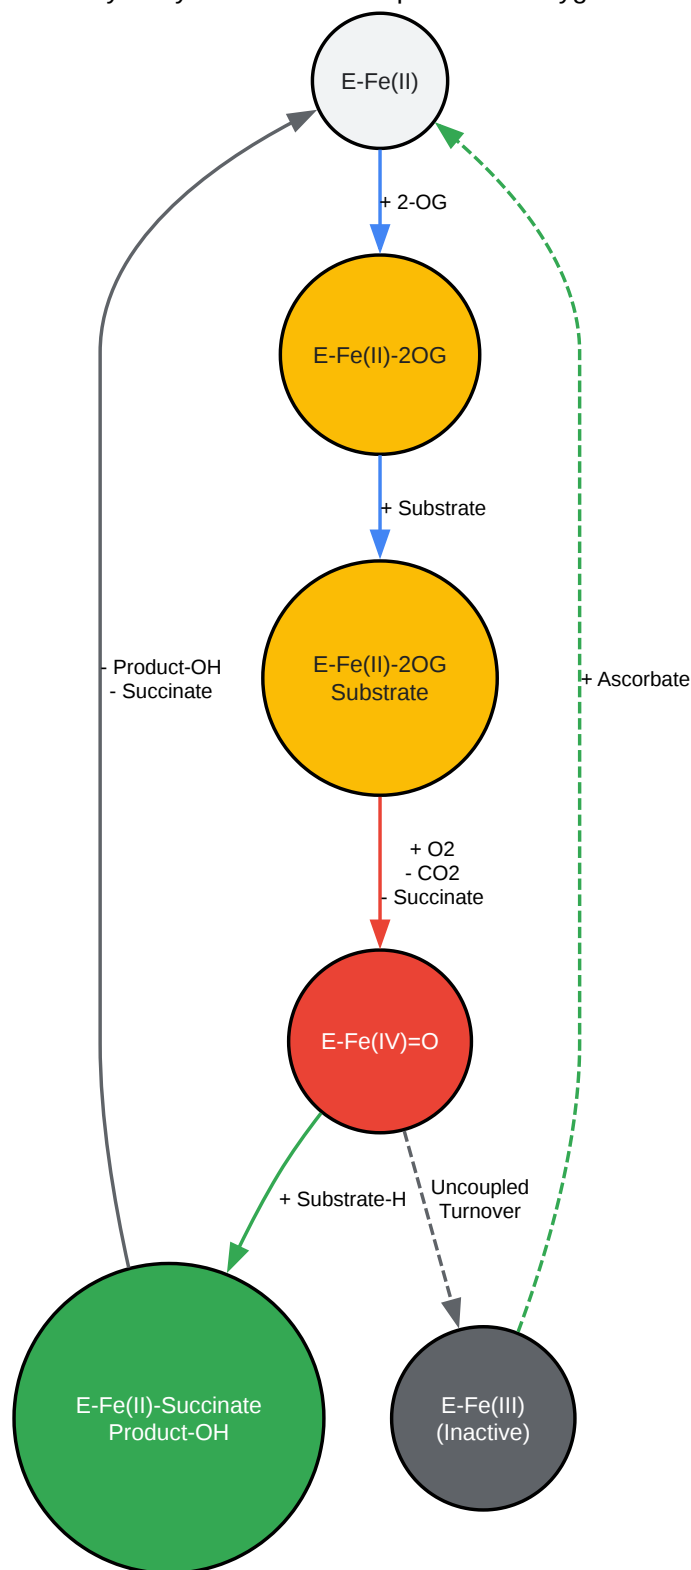 E-Fe(II)
+ 2-OG
E-Fe(II)-2OG
+ Substrate
E-Fe(II)-2OG
Substrate
- Product-OH
- Succinate
+ Ascorbate
+ O2
- CO2
- Succinate
E-Fe(IV)=O
+ Substrate-H
Uncoupled
Turnover
E-Fe(II)-Succinate
Product-OH
E-Fe(III)
(Inactive)